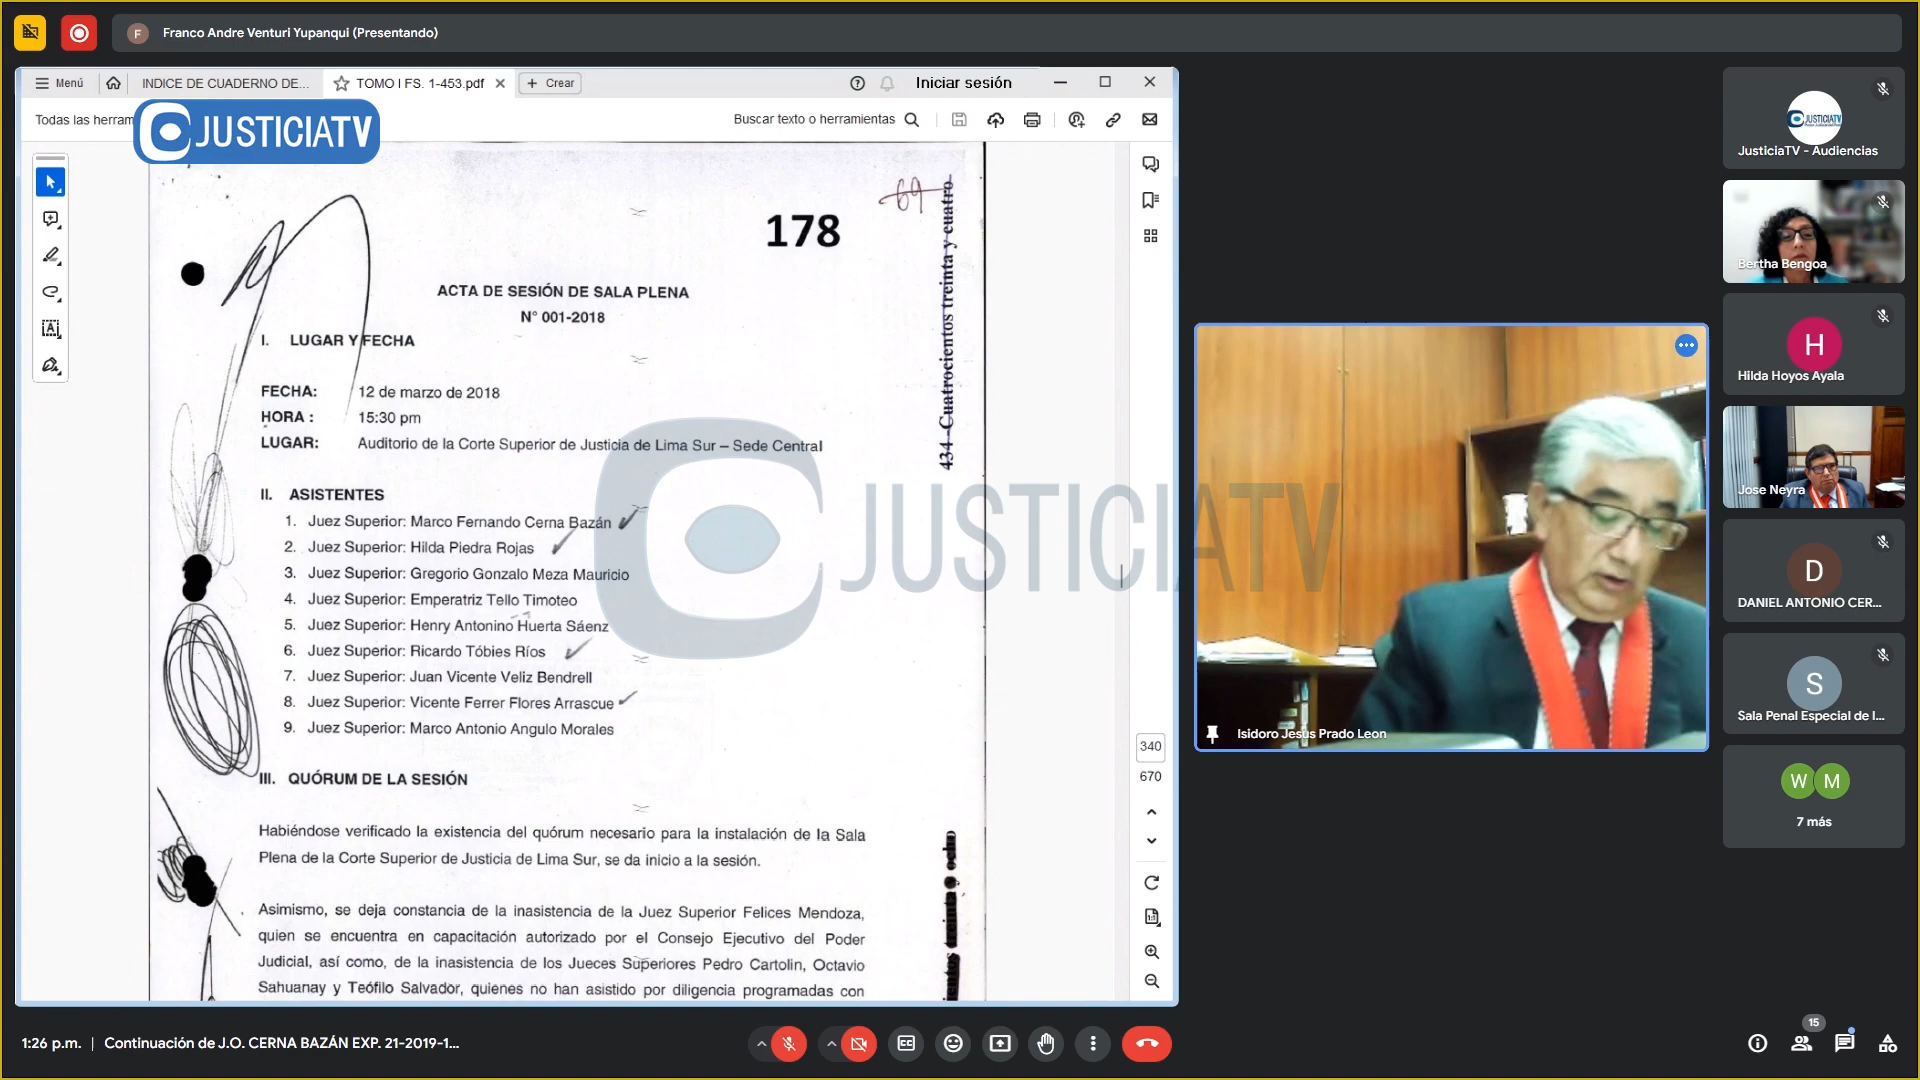 F Franco Andre Venturi Yupanqui (Presentando)
Menú
INDICE DE CUADERNO DE...
TOMO I FS. 1-453.pdf
Crear
Iniciar sesión
Todas las herram
JUSTICIATV
Buscar texto o herramientas
69
178
434 -Cuatrocientos treinta y cuatro
ACTA DE SESIÓN DE SALA PLENA
N° 001-2018
I. LUGAR Y FECHA
FECHA: 12 de marzo de 2018
HORA : 15:30 pm
LUGAR: Auditorio de la Corte Superior de Justicia de Lima Sur – Sede Central
II. ASISTENTES
1. Juez Superior: Marco Fernando Cerna Bazán
2. Juez Superior: Hilda Piedra Rojas
3. Juez Superior: Gregorio Gonzalo Meza Mauricio
4. Juez Superior: Emperatriz Tello Timoteo
5. Juez Superior: Henry Antonino Huerta Sáenz
6. Juez Superior: Ricardo Tóbies Ríos
7. Juez Superior: Juan Vicente Veliz Bendrell
8. Juez Superior: Vicente Ferrer Flores Arrascue
9. Juez Superior: Marco Antonio Angulo Morales
III. QUÓRUM DE LA SESIÓN
Habiéndose verificado la existencia del quórum necesario para la instalación de la Sala
Plena de la Corte Superior de Justicia de Lima Sur, se da inicio a la sesión.
Asimismo, se deja constancia de la inasistencia de la Juez Superior Felices Mendoza,
quien se encuentra en capacitación autorizado por el Consejo Ejecutivo del Poder
Judicial, así como, de la inasistencia de los Jueces Superiores Pedro Cartolin, Octavio
Sahuanay y Teófilo Salvador, quienes no han asistido por diligencia programadas con
JUSTICIATV
340
670
Isidoro Jesus Prado Leon
JUSTICIATV
JusticiaTV - Audiencias
Bertha Bengoa
H
Hilda Hoyos Ayala
Jose Neyra
D
DANIEL ANTONIO CER...
S
Sala Penal Especial de l...
W M
7 más
1:26 p.m. | Continuación de J.O. CERNA BAZÁN EXP. 21-2019-1...
15